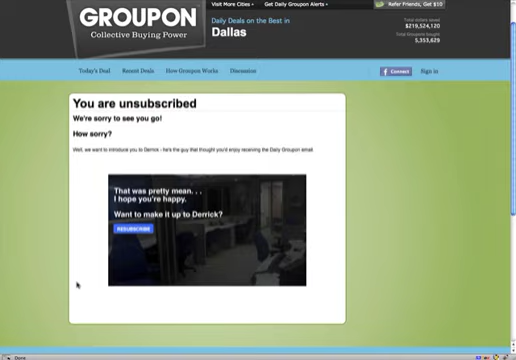 GROUPON
Collective Buying Power
Visit More Cities
Get Daily Groupon Alerts
Refer Friends, Get $10
Daily Deals on the Best in
Dallas
Total dollars saved
$219,524,120
Total Groupons bought
5,353,629
Today's Deal
Recent Deals
How Groupon Works
Discussion
f Connect
Sign in
You are unsubscribed
We're sorry to see you go!
How sorry?
Well, we want to introduce you to Derrick - he's the guy that thought you'd enjoy receiving the Daily Groupon email
That was pretty mean. . .
I hope you're happy.
Want to make it up to Derrick?
RESUBSCRIBE
Done